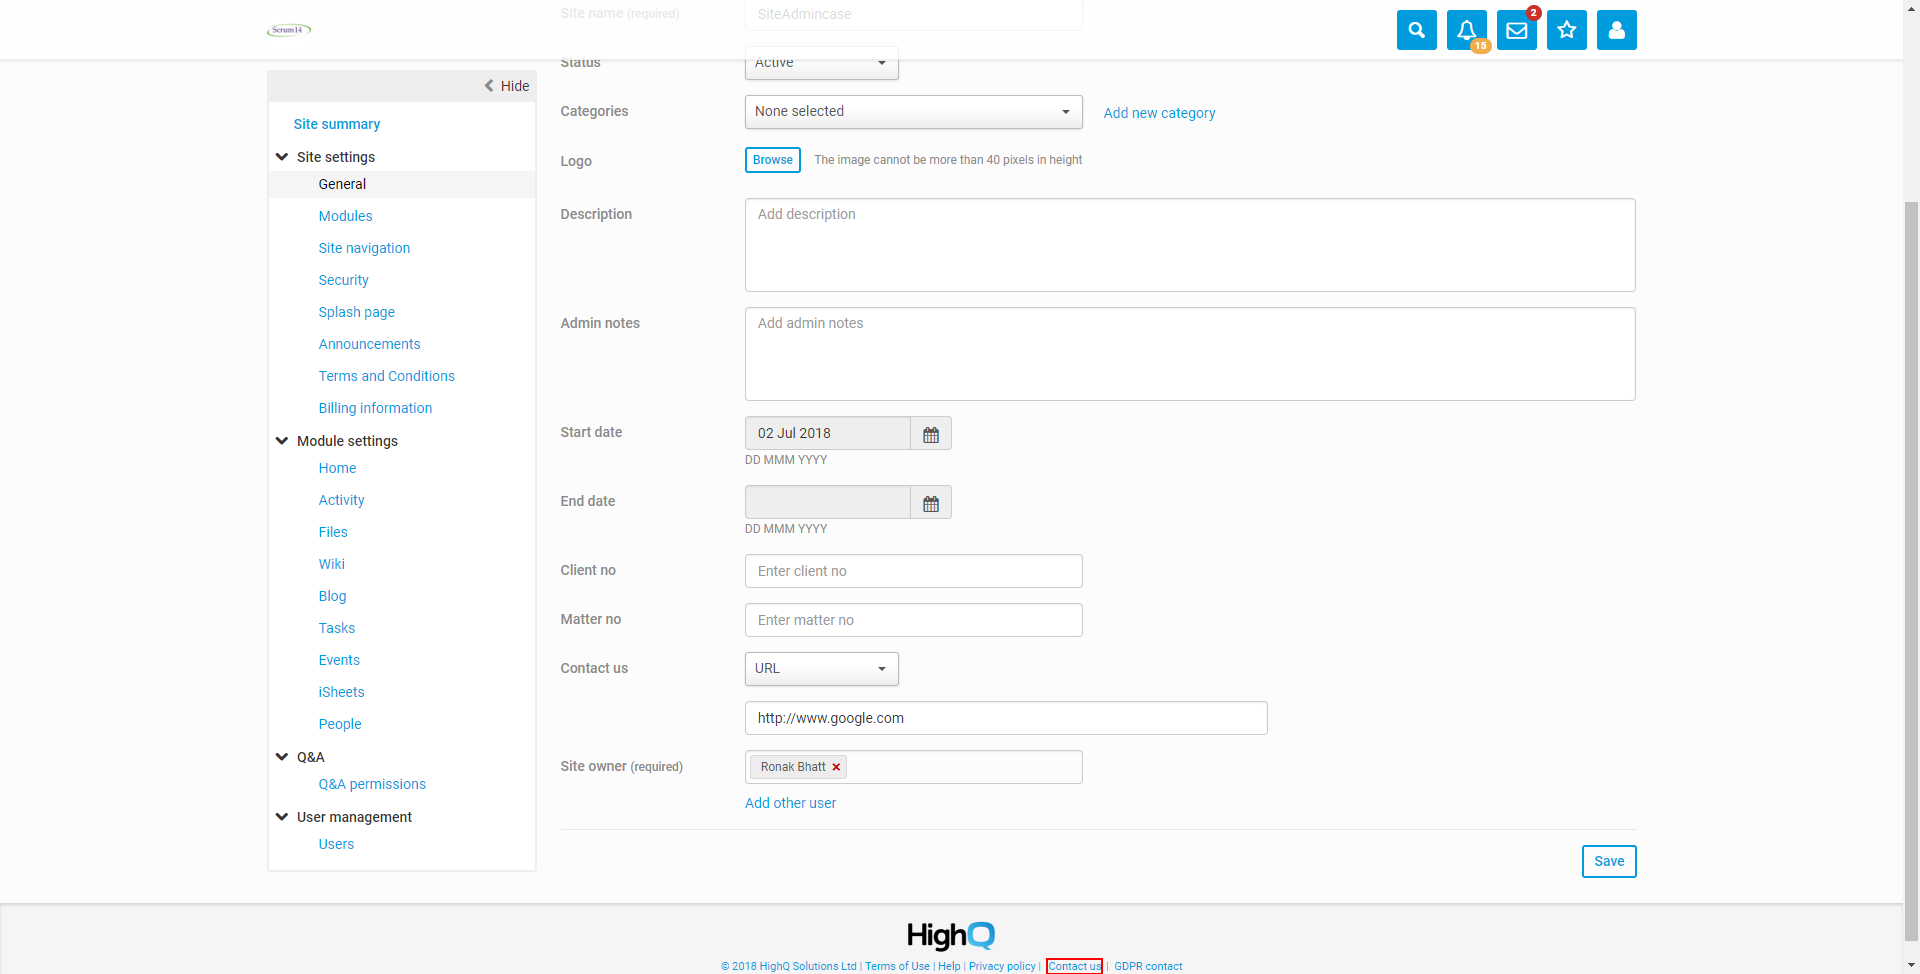 Site name (required)
SiteAdmincase
Scrum14
15
2
Status
Active
Hide
Site summary
Site settings
General
Modules
Site navigation
Security
Splash page
Announcements
Terms and Conditions
Billing information
Module settings
Home
Activity
Files
Wiki
Blog
Tasks
Events
iSheets
People
Q&A
Q&A permissions
User management
Users
Categories
None selected
Add new category
Logo
Browse
The image cannot be more than 40 pixels in height
Description
Add description
Admin notes
Add admin notes
Start date
02 Jul 2018
DD MMM YYYY
End date
DD MMM YYYY
Client no
Enter client no
Matter no
Enter matter no
Contact us
URL
http://www.google.com
Site owner (required)
Ronak Bhatt
Add other user
Save
HighQ
© 2018 HighQ Solutions Ltd | Terms of Use | Help | Privacy policy | Contact us | GDPR contact